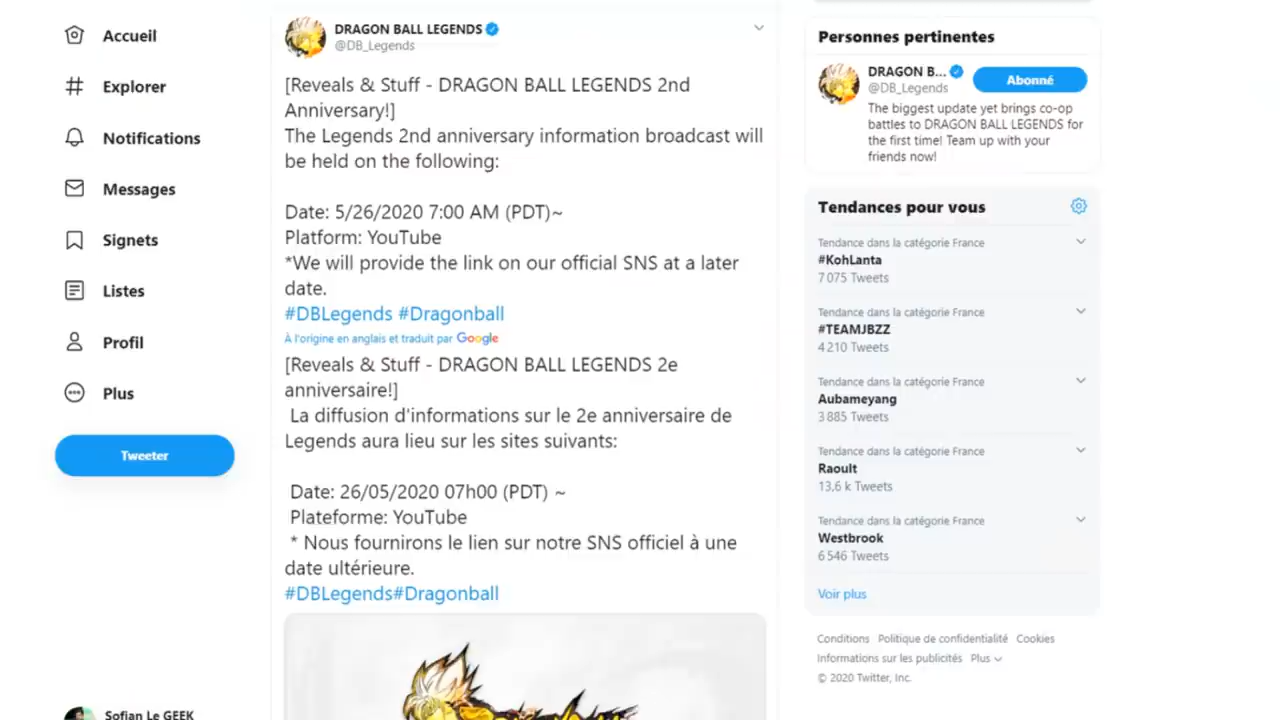 Accueil
Explorer
Notifications
Messages
Signets
Listes
Profil
Plus
Tweeter
Sofian Le GEEK
DRAGON BALL LEGENDS
@DB_Legends
[Reveals & Stuff - DRAGON BALL LEGENDS 2nd
Anniversary!]
The Legends 2nd anniversary information broadcast will
be held on the following:
Date: 5/26/2020 7:00 AM (PDT)~
Platform: YouTube
*We will provide the link on our official SNS at a later
date.
#DBLegends #Dragonball
À l'origine en anglais et traduit par Google
[Reveals & Stuff - DRAGON BALL LEGENDS 2e
anniversaire!]
La diffusion d'informations sur le 2e anniversaire de
Legends aura lieu sur les sites suivants:
Date: 26/05/2020 07h00 (PDT) ~
Plateforme: YouTube
* Nous fournirons le lien sur notre SNS officiel à une
date ultérieure.
#DBLegends#Dragonball
Personnes pertinentes
DRAGON B...
@DB_Legends
Abonné
The biggest update yet brings co-op
battles to DRAGON BALL LEGENDS for
the first time! Team up with your
friends now!
Tendances pour vous
Tendance dans la catégorie France
#KohLanta
7 075 Tweets
Tendance dans la catégorie France
#TEAMJBZZ
4 210 Tweets
Tendance dans la catégorie France
Aubameyang
3 885 Tweets
Tendance dans la catégorie France
Raoult
13,6 k Tweets
Tendance dans la catégorie France
Westbrook
6 546 Tweets
Voir plus
Conditions Politique de confidentialité Cookies
Informations sur les publicités Plus
© 2020 Twitter, Inc.